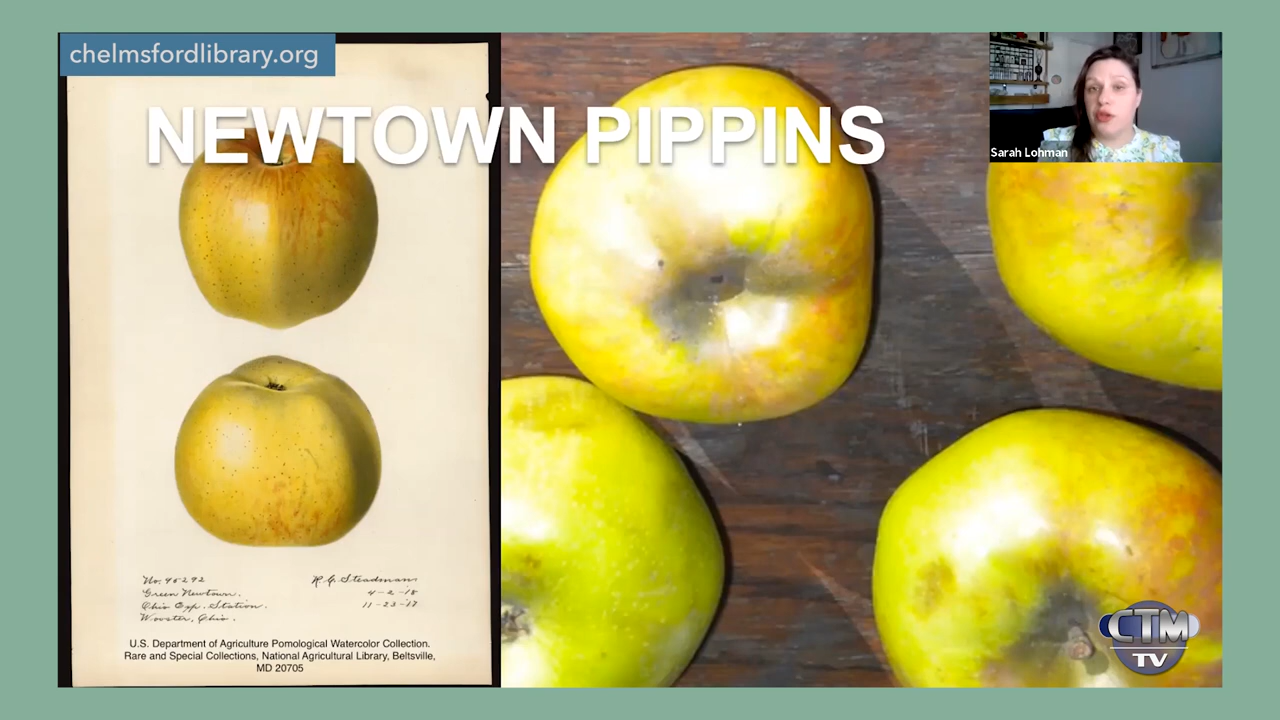 chelmsfordlibrary.org
NEWTOWN PIPPINS
Sarah Lohman
No. 95292
Green Newtown.
Ohio Exp. Station.
Wooster, Ohio.
R. C. Steadman
4-2-18
11-23-17
U.S. Department of Agriculture Pomological Watercolor Collection.
Rare and Special Collections, National Agricultural Library, Beltsville,
MD 20705
CTM
TV